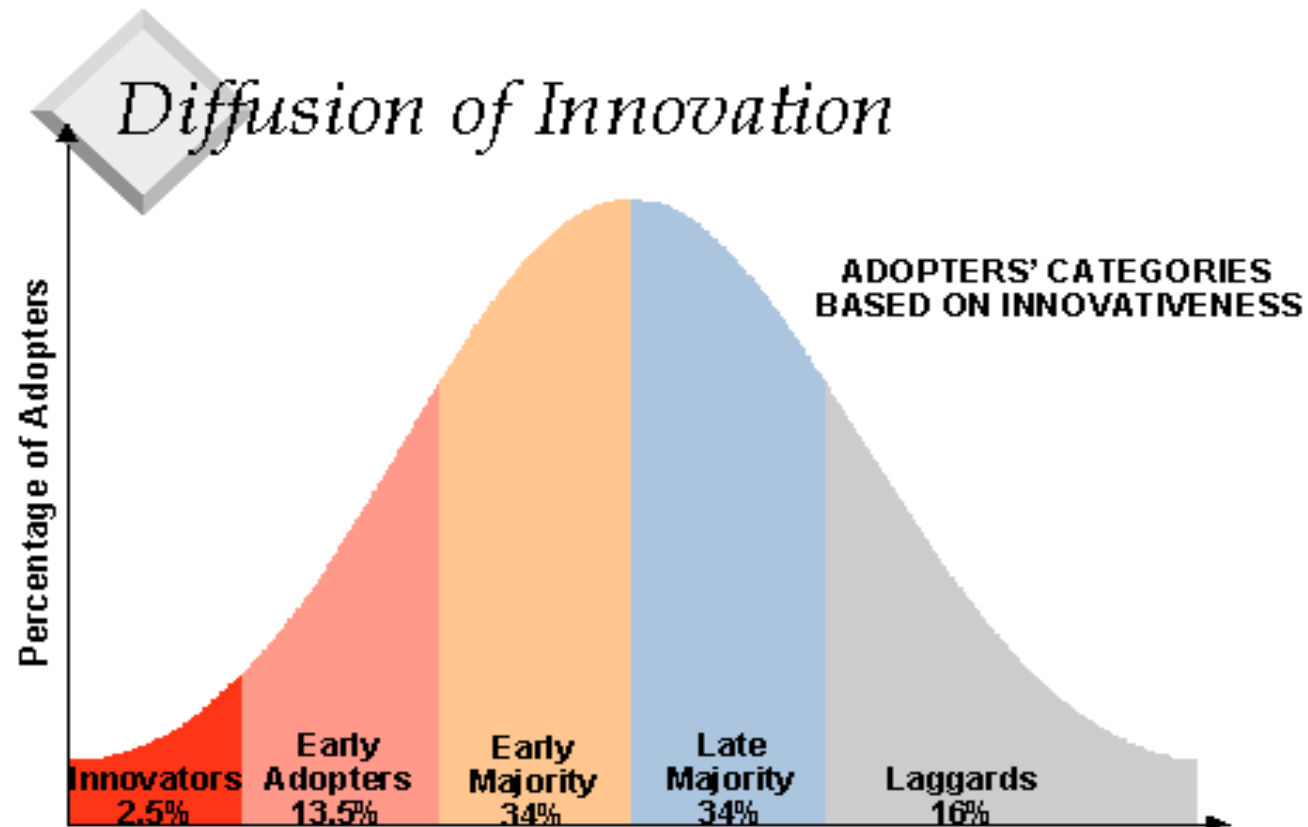 Diffusion of Innovation
ADOPTERS' CATEGORIES
BASED ON INNOVATIVENESS
Percentage of Adopters
Innovators
2.5%
Early
Adopters
13.5%
Early
Majority
34%
Late
Majority
34%
Laggards
16%